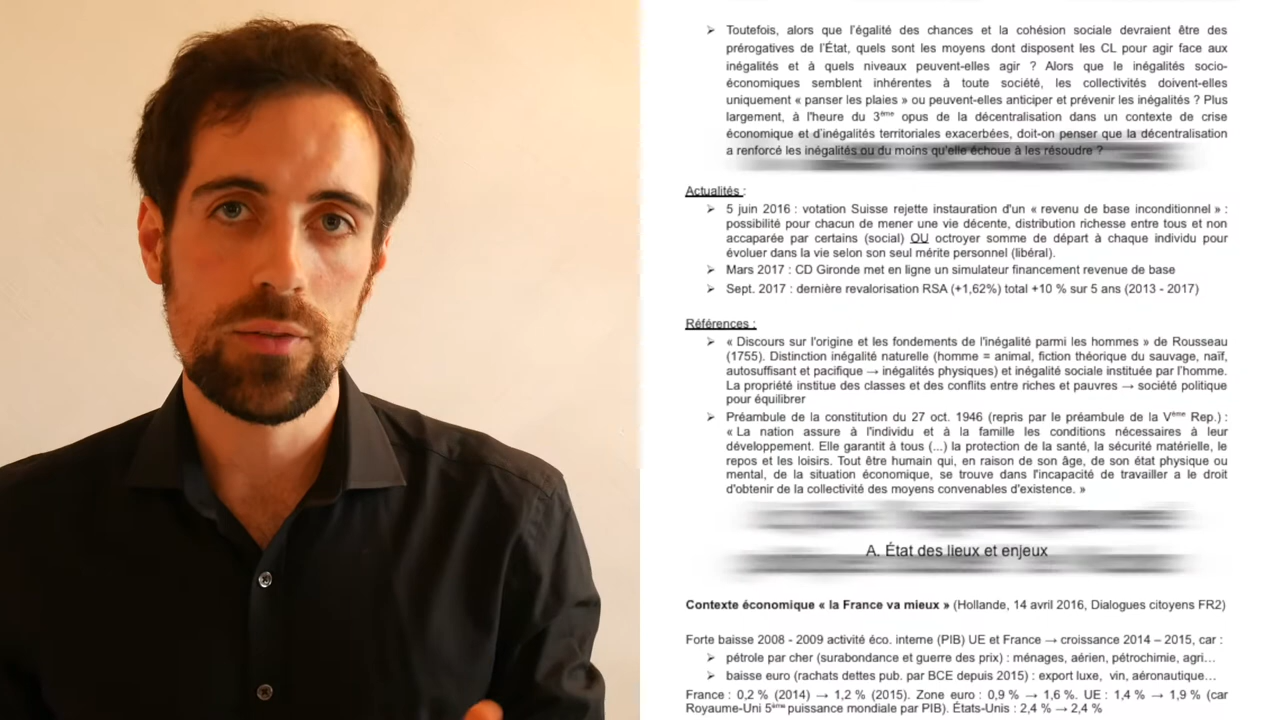 ➢ Toutefois, alors que l'égalité des chances et la cohésion sociale devraient être des
prérogatives de l'État, quels sont les moyens dont disposent les CL pour agir face aux
inégalités et à quels niveaux peuvent-elles agir ? Alors que le inégalités socio-
économiques semblent inhérentes à toute société, les collectivités doivent-elles
uniquement « panser les plaies » ou peuvent-elles anticiper et prévenir les inégalités ? Plus
largement, à l'heure du 3ème opus de la décentralisation dans un contexte de crise
économique et d'inégalités territoriales exacerbées, doit-on penser que la décentralisation
a renforcé les inégalités ou du moins qu'elle échoue à les résoudre ?
Actualités :
➢ 5 juin 2016 : votation Suisse rejette instauration d'un « revenu de base inconditionnel » :
possibilité pour chacun de mener une vie décente, distribution richesse entre tous et non
accaparée par certains (social) OU octroyer somme de départ à chaque individu pour
évoluer dans la vie selon son seul mérite personnel (libéral).
➢ Mars 2017 : CD Gironde met en ligne un simulateur financement revenu de base
➢ Sept. 2017 : dernière revalorisation RSA (+1,62%) total +10 % sur 5 ans (2013 - 2017)
Références :
➢ « Discours sur l'origine et les fondements de l'inégalité parmi les hommes » de Rousseau
(1755). Distinction inégalité naturelle (homme = animal, fiction théorique du sauvage, naïf,
autosuffisant et pacifique → inégalités physiques) et inégalité sociale instituée par l'homme.
La propriété institue des classes et des conflits entre riches et pauvres → société politique
pour équilibrer
➢ Préambule de la constitution du 27 oct. 1946 (repris par le préambule de la Vème Rep.) :
« La nation assure à l'individu et à la famille les conditions nécessaires à leur
développement. Elle garantit à tous (...) la protection de la santé, la sécurité matérielle, le
repos et les loisirs. Tout être humain qui, en raison de son âge, de son état physique ou
mental, de la situation économique, se trouve dans l'incapacité de travailler a le droit
d'obtenir de la collectivité des moyens convenables d'existence. »
A. État des lieux et enjeux
Contexte économique « la France va mieux » (Hollande, 14 avril 2016, Dialogues citoyens FR2)
Forte baisse 2008 - 2009 activité éco. interne (PIB) UE et France → croissance 2014 – 2015, car :
➢ pétrole par cher (surabondance et guerre des prix) : ménages, aérien, pétrochimie, agri…
➢ baisse euro (rachats dettes pub. par BCE depuis 2015) : export luxe, vin, aéronautique…
France : 0,2 % (2014) → 1,2 % (2015). Zone euro : 0,9 % → 1,6 %. UE : 1,4 % → 1,9 % (car
Royaume-Uni 5ème puissance mondiale par PIB). États-Unis : 2,4 % → 2,4 %